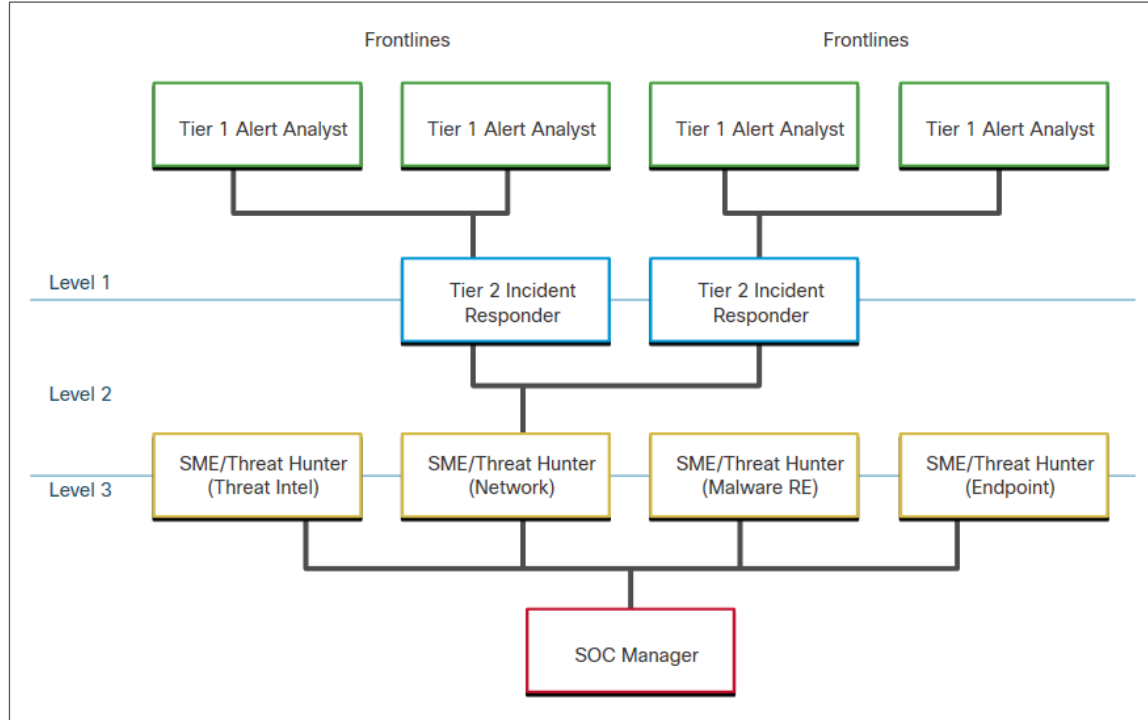 Frontlines
Frontlines
Tier 1 Alert Analyst
Tier 1 Alert Analyst
Tier 1 Alert Analyst
Tier 1 Alert Analyst
Level 1
Tier 2 Incident
Responder
Tier 2 Incident
Responder
Level 2
SME/Threat Hunter
(Threat Intel)
SME/Threat Hunter
(Network)
SME/Threat Hunter
(Malware RE)
SME/Threat Hunter
(Endpoint)
Level 3
SOC Manager